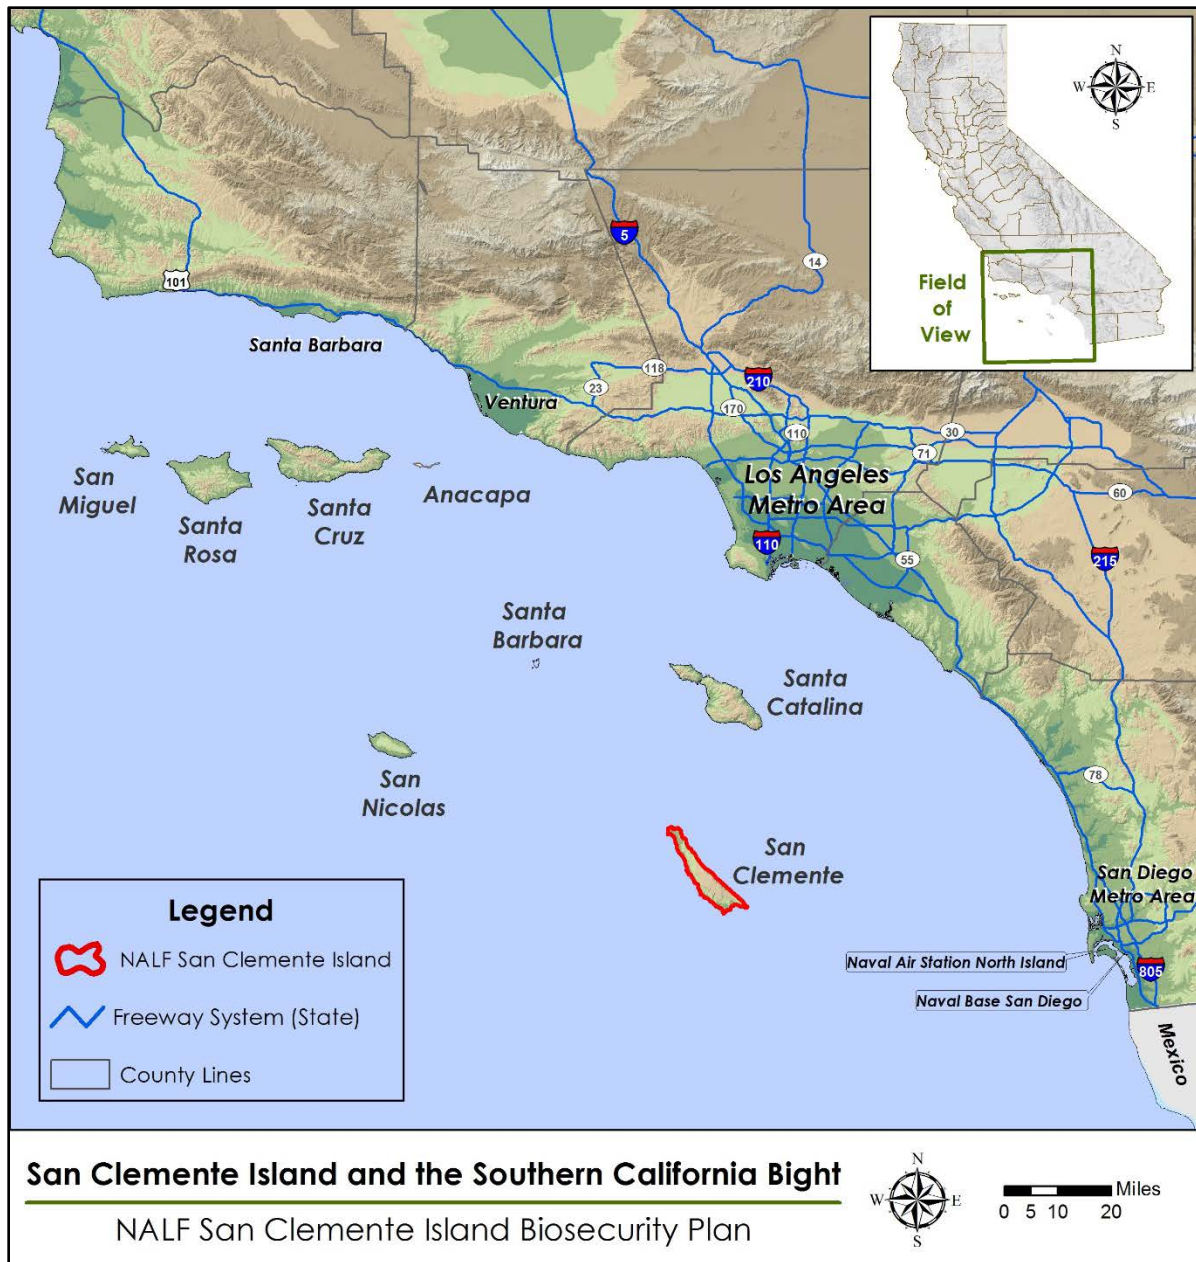 N
W E
S
Field
of
View
5
14
101
Santa Barbara
118
23
210
170
Ventura
110
30
71
Los Angeles
Metro Area
60
San
Miguel
Santa
Rosa
Santa
Cruz
Anacapa
110
55
215
Santa
Barbara
Santa
Catalina
San
Nicolas
78
San
Clemente
San Diego
Metro Area
Naval Air Station North Island
805
Naval Base San Diego
Mexico
Legend
NALF San Clemente Island
Freeway System (State)
County Lines
San Clemente Island and the Southern California Bight
NALF San Clemente Island Biosecurity Plan
N
W E
S
Miles
0 5 10 20